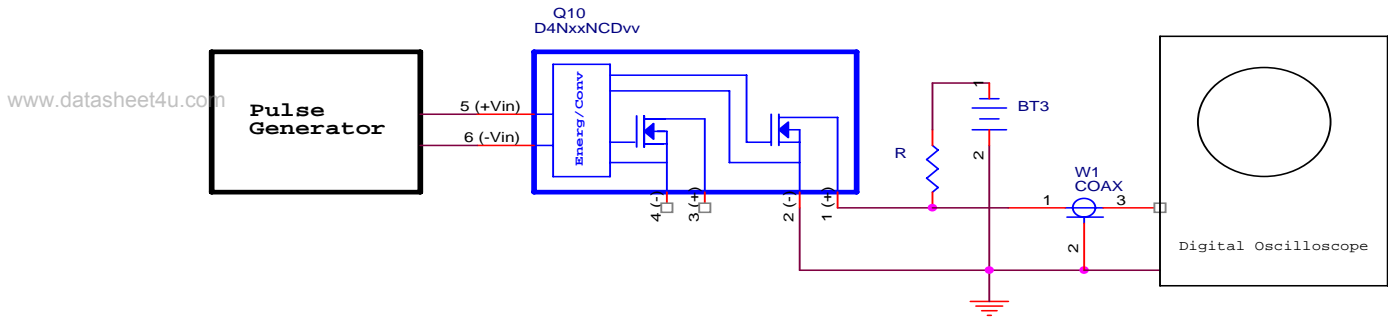 Q10
D4NxxNCDvv
www.datasheet4u.com
Pulse
Generator
5 (+Vin)
6 (-Vin)
Energ/Conv
4 (-)
3 (+)
2 (-)
1 (+)
R
1
BT3
2
W1
COAX
1
3
2
Digital Oscilloscope